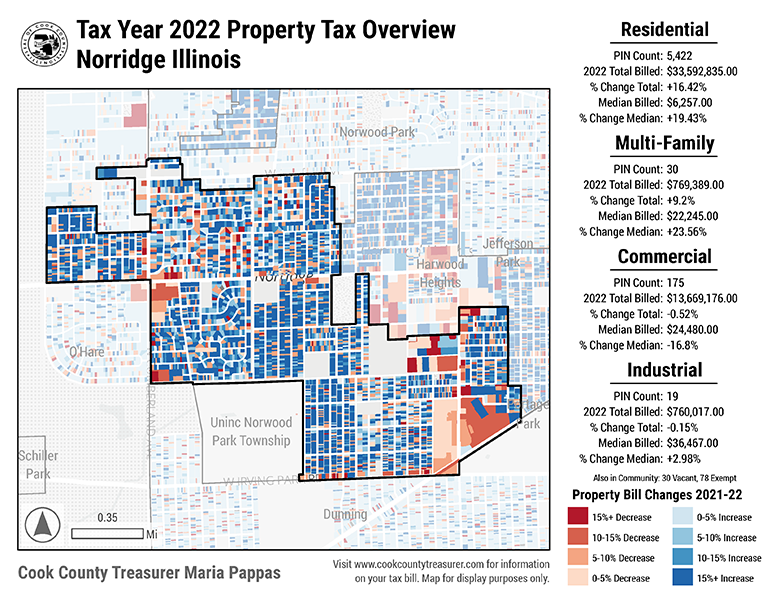 Tax Year 2022 Property Tax Overview
Norridge Illinois
Norwood Park
Jefferson
Park
Harwood
Heights
Norridge
O'Hare
Uninc Norwood
Park Township
Schiller
Park
W IRVING PARK
Dunning
0.35
Mi
Cook County Treasurer Maria Pappas
Visit www.cookcountytreasurer.com for information
on your tax bill. Map for display purposes only.
Residential
PIN Count: 5,422
2022 Total Billed: $33,592,835.00
% Change Total: +16.42%
Median Billed: $6,257.00
% Change Median: +19.43%
Multi-Family
PIN Count: 30
2022 Total Billed: $769,389.00
% Change Total: +9.2%
Median Billed: $22,245.00
% Change Median: +23.56%
Commercial
PIN Count: 175
2022 Total Billed: $13,669,176.00
% Change Total: -0.52%
Median Billed: $24,480.00
% Change Median: -16.8%
Industrial
PIN Count: 19
2022 Total Billed: $760,017.00
% Change Total: -0.15%
Median Billed: $36,467.00
% Change Median: +2.98%
Also in Community: 30 Vacant, 78 Exempt
Property Bill Changes 2021-22
15%+ Decrease
10-15% Decrease
5-10% Decrease
0-5% Decrease
0-5% Increase
5-10% Increase
10-15% Increase
15%+ Increase